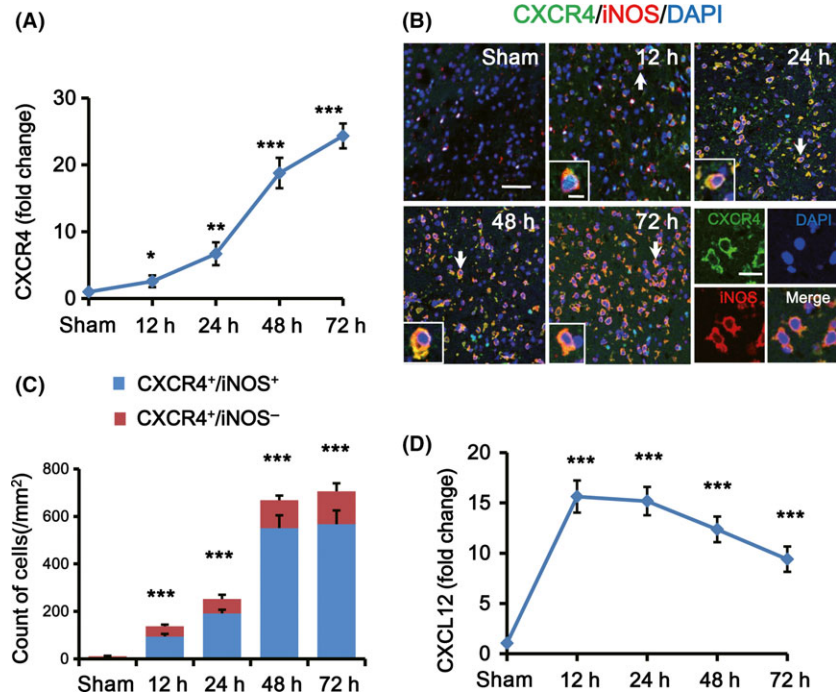 (A)
30
20
10
0
CXCR4 (fold change)
*
**
***
***
Sham 12 h 24 h 48 h 72 h
(B)
CXCR4/iNOS/DAPI
Sham 12 h 24 h
48 h 72 h
CXCR4 DAPI
iNOS Merge
(C)
CXCR4⁺/iNOS⁺
CXCR4⁺/iNOS⁻
800
600
400
200
0
Count of cells(/mm²)
***
***
***
***
Sham 12 h 24 h 48 h 72 h
(D)
20
15
10
5
0
CXCL12 (fold change)
***
***
***
***
Sham 12 h 24 h 48 h 72 h